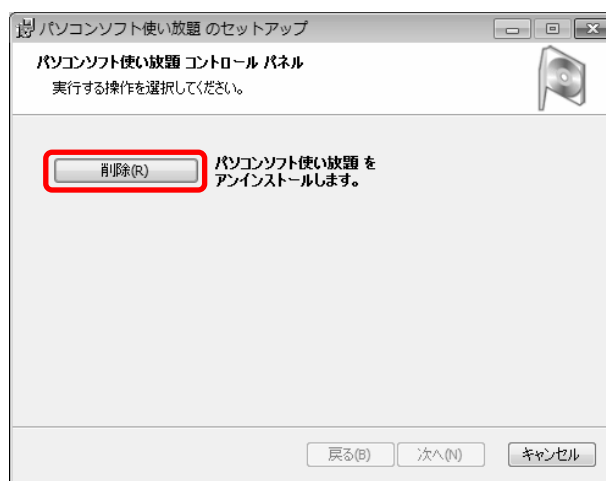 パソコンソフト使い放題 のセットアップ
パソコンソフト使い放題 コントロール パネル
実行する操作を選択してください。
削除(R)
パソコンソフト使い放題 を
アンインストールします。
戻る(B)
次へ(N)
キャンセル